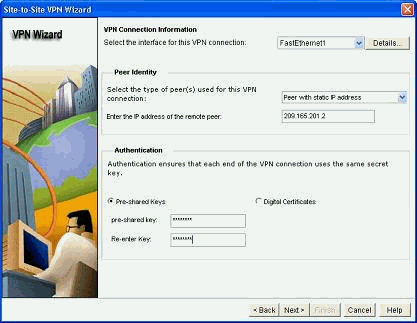 Site-to-Site VPN Wizard
VPN Wizard
VPN Connection Information
Select the interface for this VPN connection:
FastEthernet1
Details...
Peer Identity
Select the type of peer(s) used for this VPN
connection:
Peer with static IP address
Enter the IP address of the remote peer:
209.165.201.2
Authentication
Authentication ensures that each end of the VPN connection uses the same secret
key.
Pre-shared Keys
Digital Certificates
pre-shared key:
********
Re-enter Key:
********
< Back
Next >
Finish
Cancel
Help